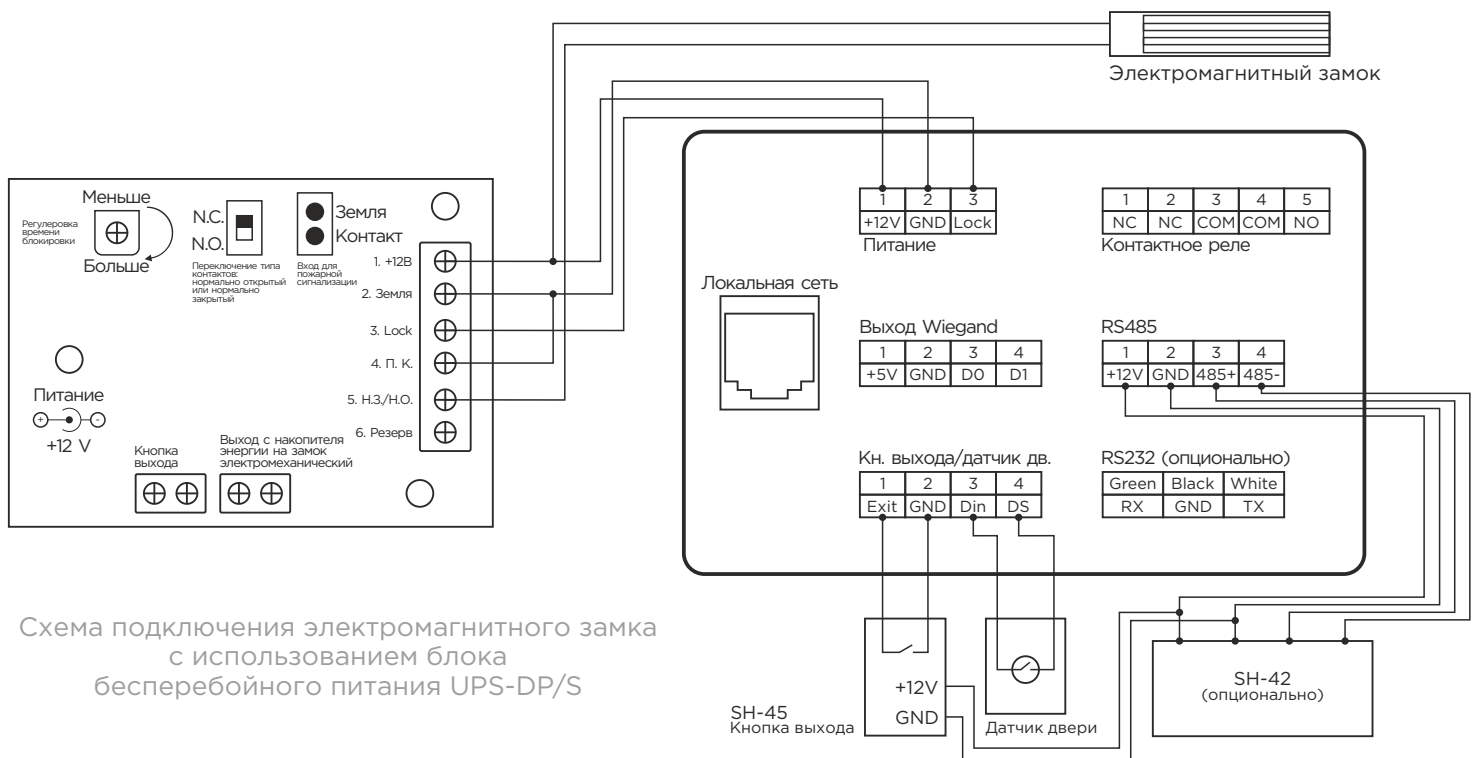 Электромагнитный замок
Меньше
Регулеровка
времени
блокировки
Больше
N.C.
N.O.
Переключение типа
контактов:
нормально открытый
или нормально
закрытый
Земля
Контакт
Вход для
пожарной
сигнализации
1. +12В
2. Земля
3. Lock
4. П. К.
5. Н.З./Н.О.
6. Резерв
Питание
+ -
+12 V
Кнопка
выхода
Выход с накопителя
энергии на замок
электромеханический
1 2 3
+12V GND Lock
Питание
1 2 3 4 5
NC NC COM COM NO
Контактное реле
Локальная сеть
Выход Wiegand
1 2 3 4
+5V GND D0 D1
RS485
1 2 3 4
+12V GND 485+ 485-
Кн. выхода/датчик дв.
1 2 3 4
Exit GND Din DS
RS232 (опционально)
Green Black White
RX GND TX
Схема подключения электромагнитного замка
с использованием блока
бесперебойного питания UPS-DP/S
+12V
GND
SH-45
Кнопка выхода
Датчик двери
SH-42
(опционально)